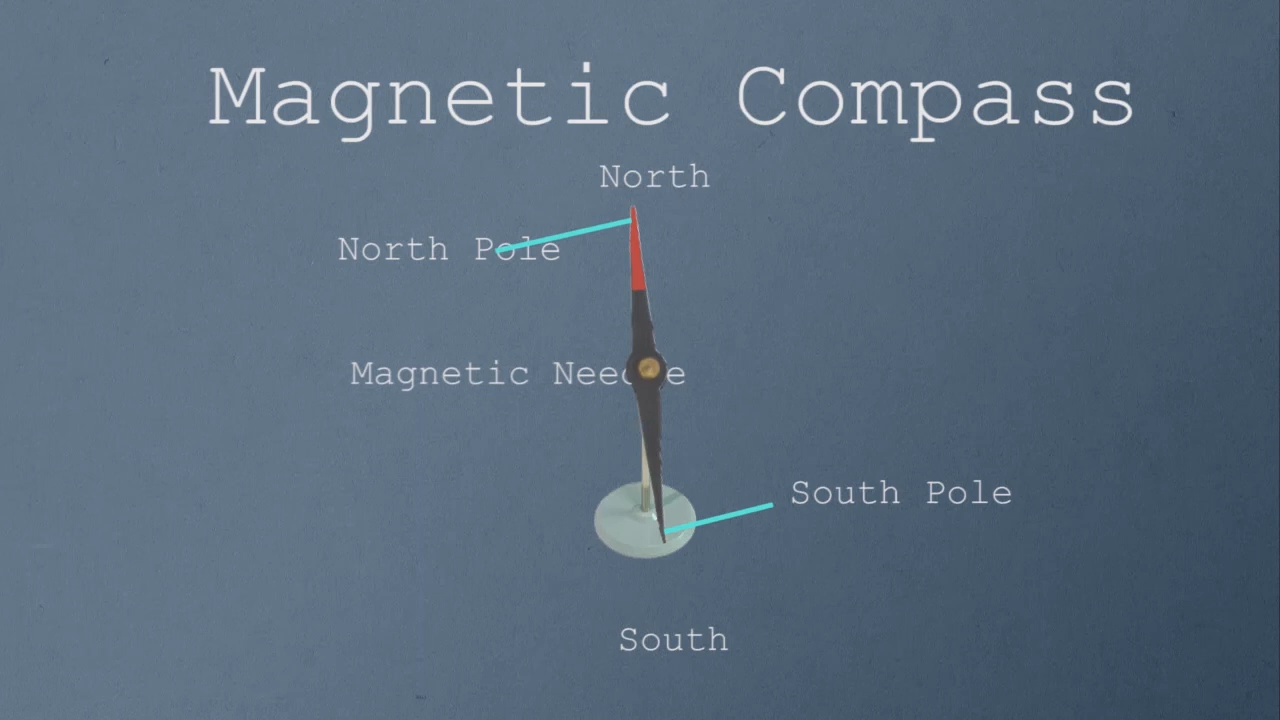 Magnetic Compass
North
North Pole
Magnetic Needle
South Pole
South